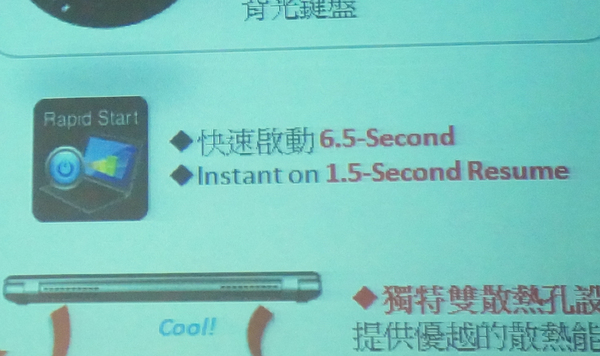 背光鍵盤
Rapid Start
◆快速啟動 6.5-Second
◆Instant on 1.5-Second Resume
Cool!
◆獨特雙散熱孔設
提供優越的散熱能